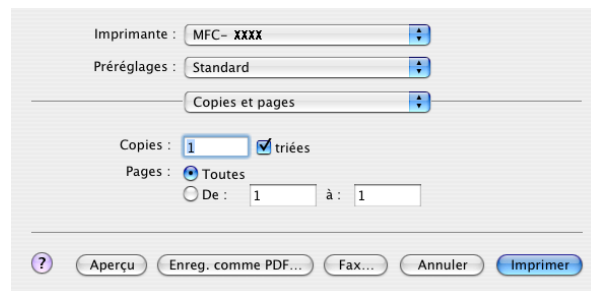 Imprimante : MFC- XXXX
Préréglages : Standard
Copies et pages
Copies : 1 triées
Pages : Toutes
De : 1 à : 1
? Aperçu Enreg. comme PDF... Fax... Annuler Imprimer